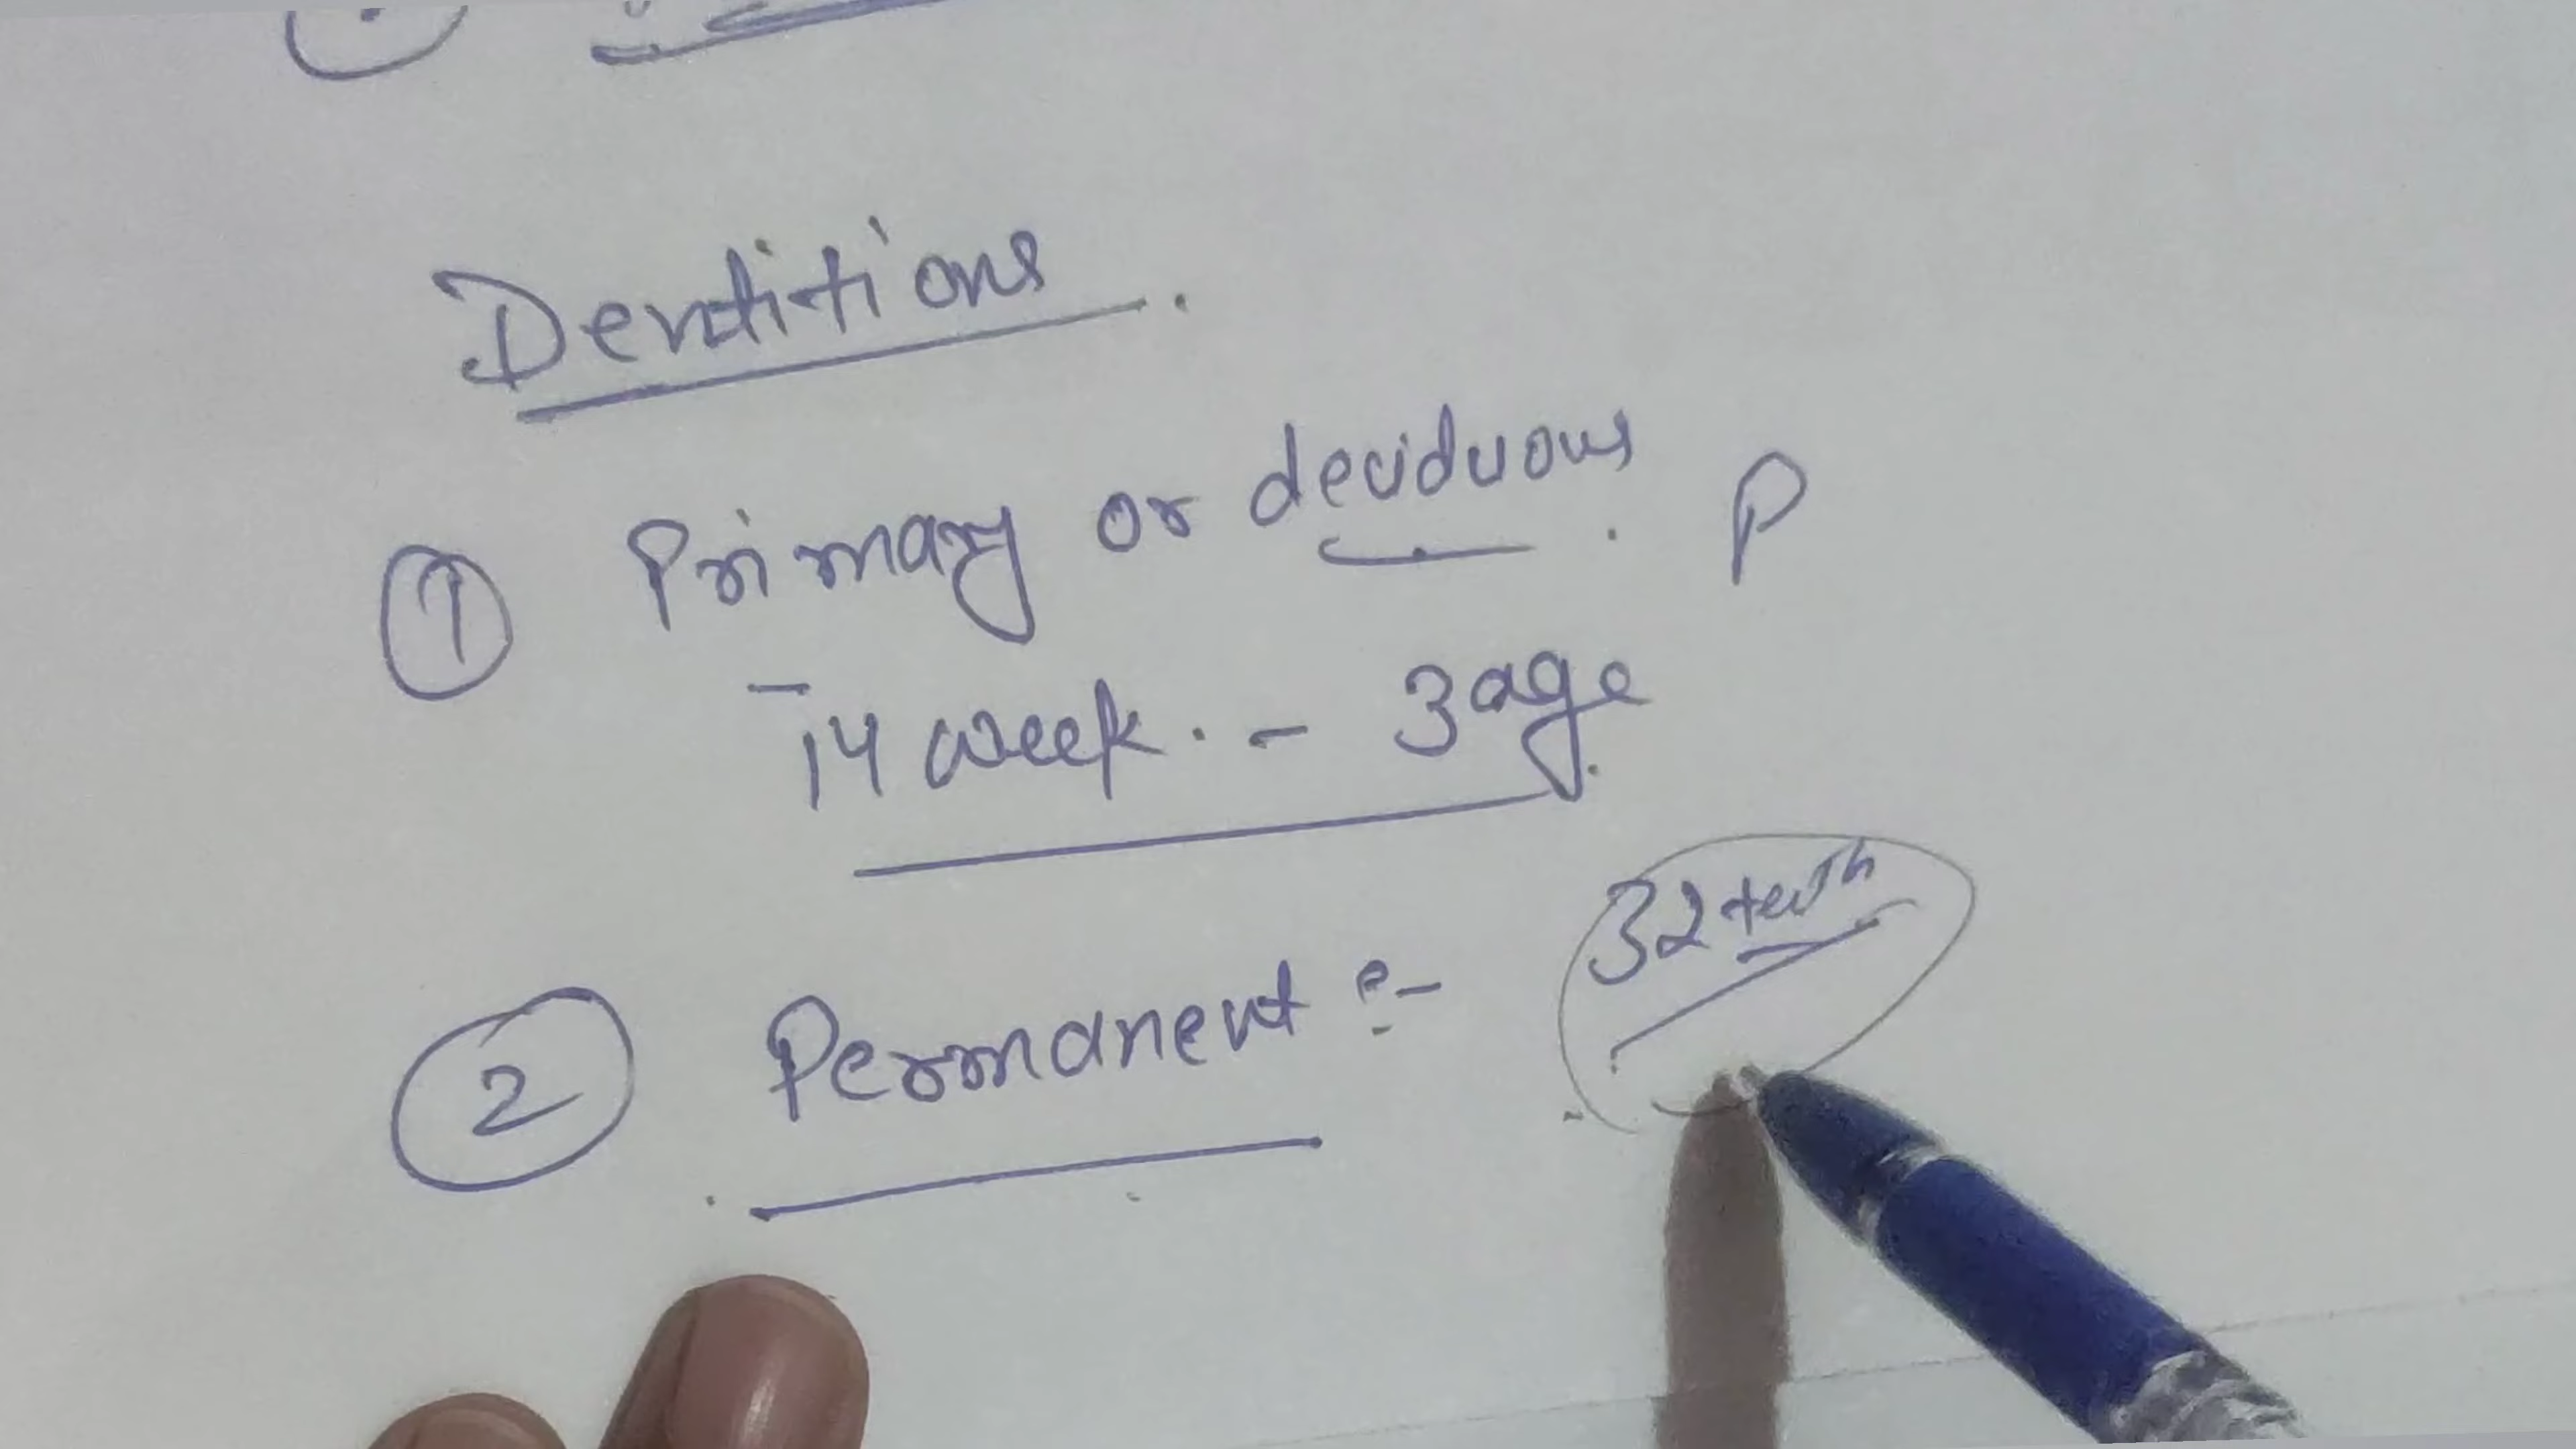 Dentitions.
① Primary or deciduous. P
- 14 week. - 3 age
32 teeth
② Permanent :-